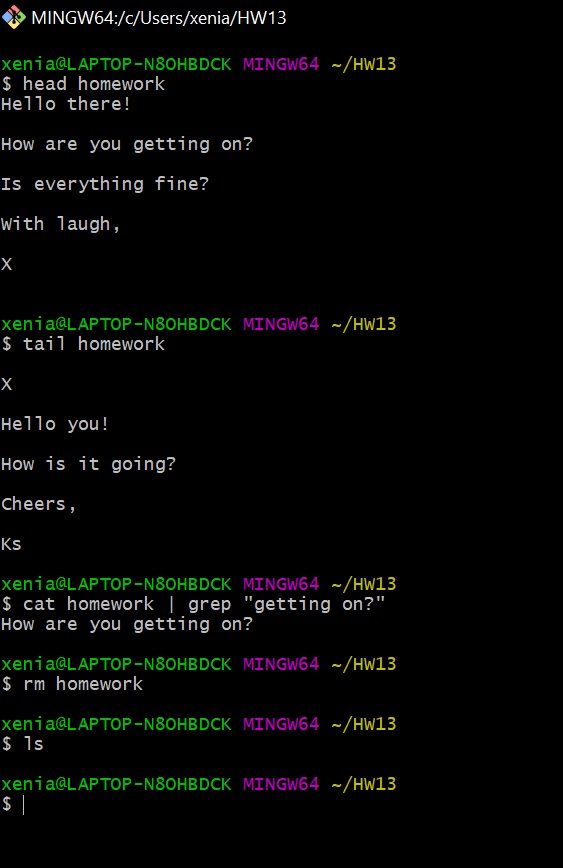 MINGW64:/c/Users/xenia/HW13
xenia@LAPTOP-N8OHBDCK MINGW64 ~/HW13
$ head homework
Hello there!
How are you getting on?
Is everything fine?
With laugh,
X
xenia@LAPTOP-N8OHBDCK MINGW64 ~/HW13
$ tail homework
X
Hello you!
How is it going?
Cheers,
Ks
xenia@LAPTOP-N8OHBDCK MINGW64 ~/HW13
$ cat homework | grep "getting on?"
How are you getting on?
xenia@LAPTOP-N8OHBDCK MINGW64 ~/HW13
$ rm homework
xenia@LAPTOP-N8OHBDCK MINGW64 ~/HW13
$ ls
xenia@LAPTOP-N8OHBDCK MINGW64 ~/HW13
$